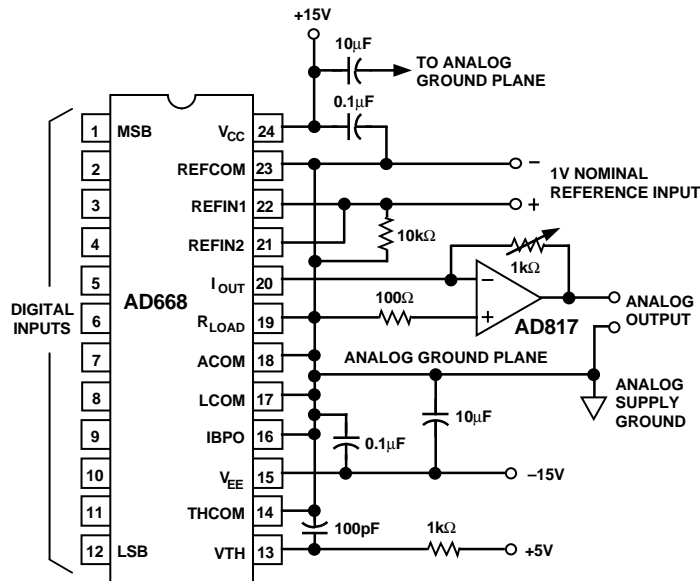 +15V
10µF
TO ANALOG
GROUND PLANE
0.1µF
1 MSB
VCC 24
2
REFCOM 23
–
1V NOMINAL
REFERENCE INPUT
3
REFIN1 22
+
4
REFIN2 21
10kΩ
1kΩ
5
IOUT 20
–
DIGITAL
INPUTS
AD668
6
RLOAD 19
100Ω
+
AD817
ANALOG
OUTPUT
7
ACOM 18
ANALOG GROUND PLANE
8
LCOM 17
ANALOG
SUPPLY
GROUND
9
IBPO 16
0.1µF
10µF
10
VEE 15
–15V
11
THCOM 14
100pF
1kΩ
12 LSB
VTH 13
+5V